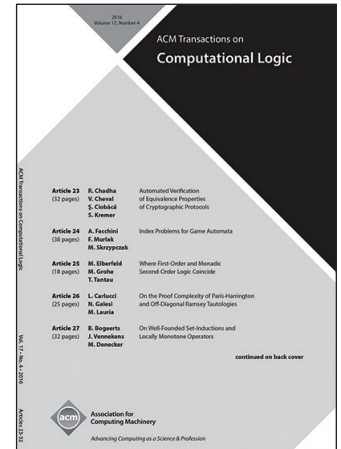 2016
Volume 17, Number 4
ACM Transactions on
Computational Logic
Article 23 R. Chadha Automated Verification
(32 pages) V. Cheval of Equivalence Properties
Ş. Ciobâcă of Cryptographic Protocols
S. Kremer
Article 24 A. Facchini Index Problems for Game Automata
(38 pages) F. Murlak
M. Skrzypczak
Article 25 M. Elberfeld Where First-Order and Monadic
(18 pages) M. Grohe Second-Order Logic Coincide
T. Tantau
Article 26 L. Carlucci On the Proof Complexity of Paris-Harrington
(25 pages) N. Galesi and Off-Diagonal Ramsey Tautologies
M. Lauria
Article 27 B. Bogaerts On Well-Founded Set-Inductions and
(32 pages) J. Vennekens Locally Monotone Operators
M. Denecker
continued on back cover
acm
Association for
Computing Machinery
Advancing Computing as a Science & Profession
ACM Transactions on Computational Logic
Vol. 17 • No. 4 • 2016
Articles 23-32